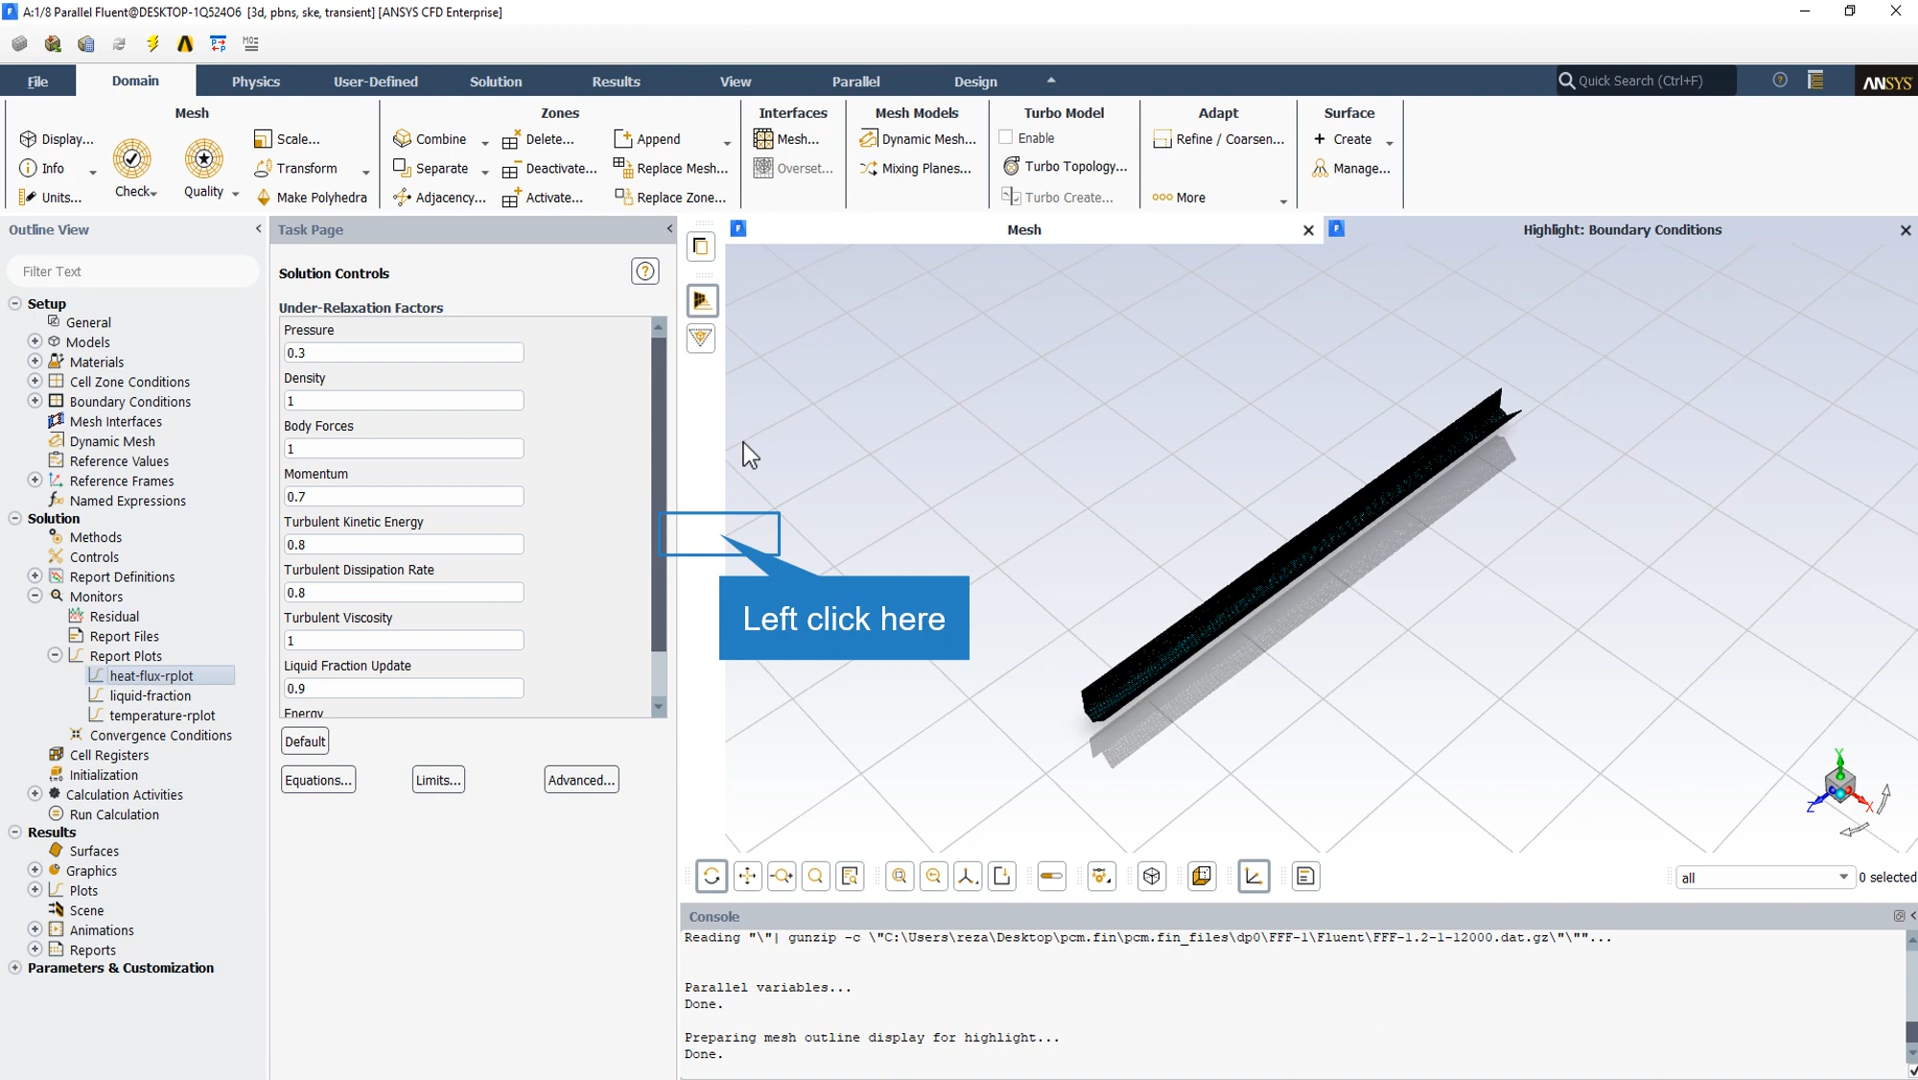 A:1/8 Parallel Fluent@DESKTOP-1Q524O6 [3d, pbns, ske, transient] [ANSYS CFD Enterprise]
File
Domain
Physics
User-Defined
Solution
Results
View
Parallel
Design
Quick Search (Ctrl+F)
ANSYS
Mesh
Display...
Info
Units...
Check
Quality
Scale...
Transform
Make Polyhedra
Zones
Combine
Separate
Adjacency...
Delete...
Deactivate...
Activate...
Append
Replace Mesh...
Replace Zone...
Interfaces
Mesh...
Overset...
Mesh Models
Dynamic Mesh...
Mixing Planes...
Turbo Model
Enable
Turbo Topology...
Turbo Create...
Adapt
Refine / Coarsen...
More
Surface
Create
Manage...
Outline View
Filter Text
Setup
General
Models
Materials
Cell Zone Conditions
Boundary Conditions
Mesh Interfaces
Dynamic Mesh
Reference Values
Reference Frames
Named Expressions
Solution
Methods
Controls
Report Definitions
Monitors
Residual
Report Files
Report Plots
heat-flux-rplot
liquid-fraction
temperature-rplot
Convergence Conditions
Cell Registers
Initialization
Calculation Activities
Run Calculation
Results
Surfaces
Graphics
Plots
Scene
Animations
Reports
Parameters & Customization
Task Page
Solution Controls
Under-Relaxation Factors
Pressure
0.3
Density
1
Body Forces
1
Momentum
0.7
Turbulent Kinetic Energy
0.8
Turbulent Dissipation Rate
0.8
Turbulent Viscosity
1
Liquid Fraction Update
0.9
Energy
Default
Equations...
Limits...
Advanced...
Mesh
Highlight: Boundary Conditions
Left click here
Y
Z
X
all
0 selected
Console
Reading "\"| gunzip -c \"C:\Users\reza\Desktop\pcm.fin\pcm.fin_files\dp0\FFF-1\Fluent\FFF-1.2-1-12000.dat.gz\"\""...
Parallel variables...
Done.
Preparing mesh outline display for highlight...
Done.